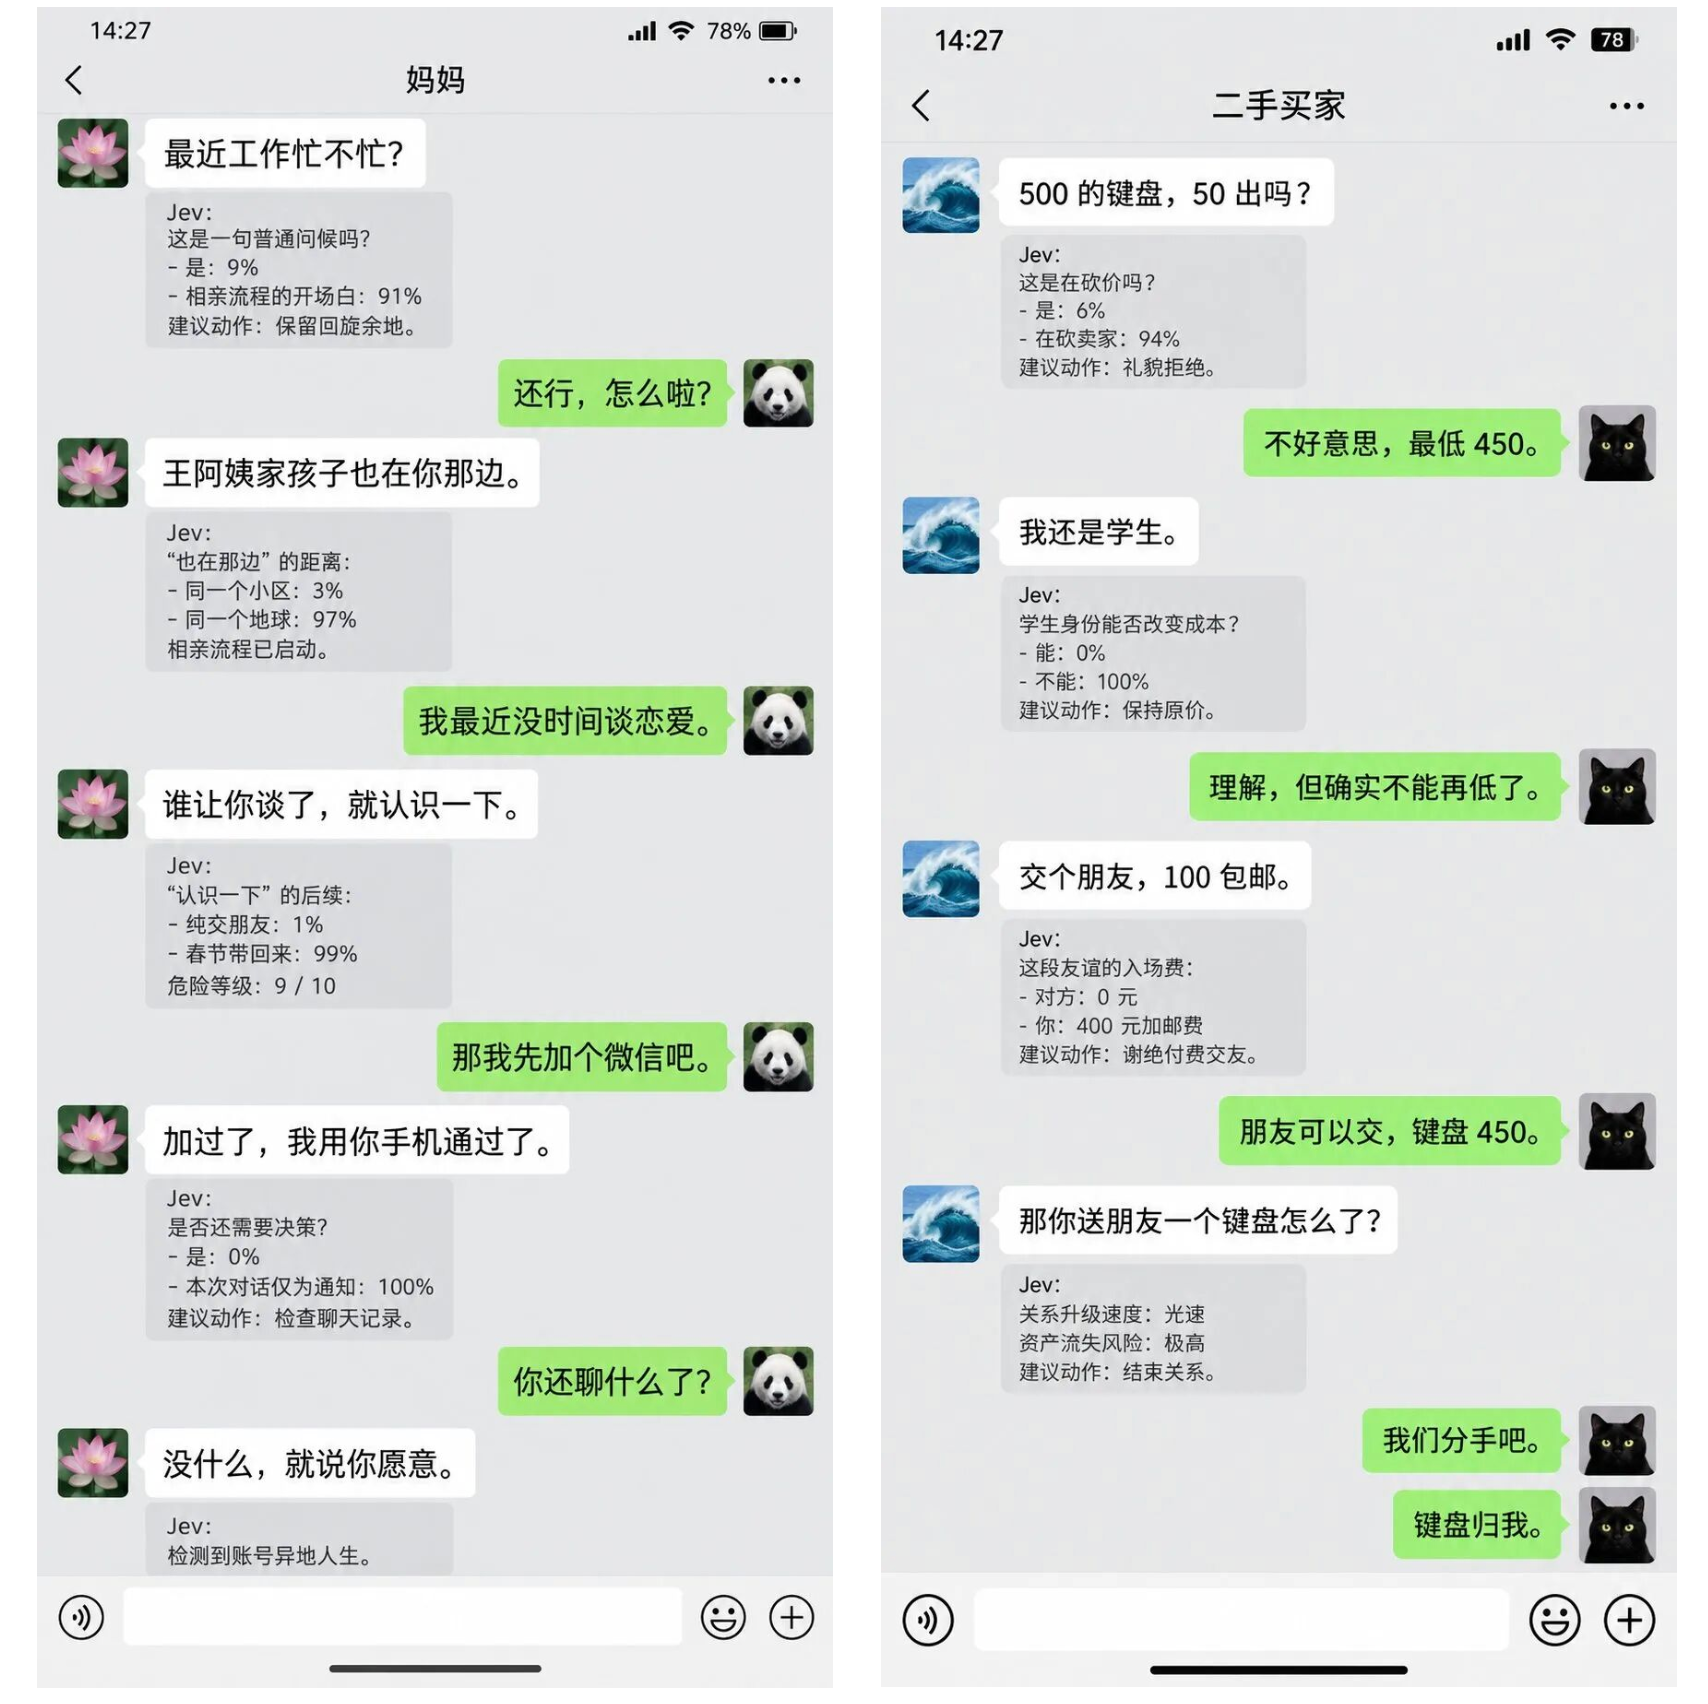 14:27
78%
妈妈
最近工作忙不忙？
Jev：
这是一句普通问候吗？
- 是：9%
- 相亲流程的开场白：91%
建议动作：保留回旋余地。
还行，怎么啦？
王阿姨家孩子也在你那边。
Jev：
“也在那边”的距离：
- 同一个小区：3%
- 同一个地球：97%
相亲流程已启动。
我最近没时间谈恋爱。
谁让你谈了，就认识一下。
Jev：
“认识一下”的后续：
- 纯交朋友：1%
- 春节带回来：99%
危险等级：9 / 10
那我先加个微信吧。
加过了，我用你手机通过了。
Jev：
是否还需要决策？
- 是：0%
- 本次对话仅为通知：100%
建议动作：检查聊天记录。
你还聊什么了？
没什么，就说你愿意。
Jev：
检测到账号异地人生。
14:27
78
二手买家
500 的键盘，50 出吗？
Jev：
这是在砍价吗？
- 是：6%
- 在砍卖家：94%
建议动作：礼貌拒绝。
不好意思，最低 450。
我还是学生。
Jev：
学生身份能否改变成本？
- 能：0%
- 不能：100%
建议动作：保持原价。
理解，但确实不能再低了。
交个朋友，100 包邮。
Jev：
这段友谊的入场费：
- 对方：0 元
- 你：400 元加邮费
建议动作：谢绝付费交友。
朋友可以交，键盘 450。
那你送朋友一个键盘怎么了？
Jev：
关系升级速度：光速
资产流失风险：极高
建议动作：结束关系。
我们分手吧。
键盘归我。